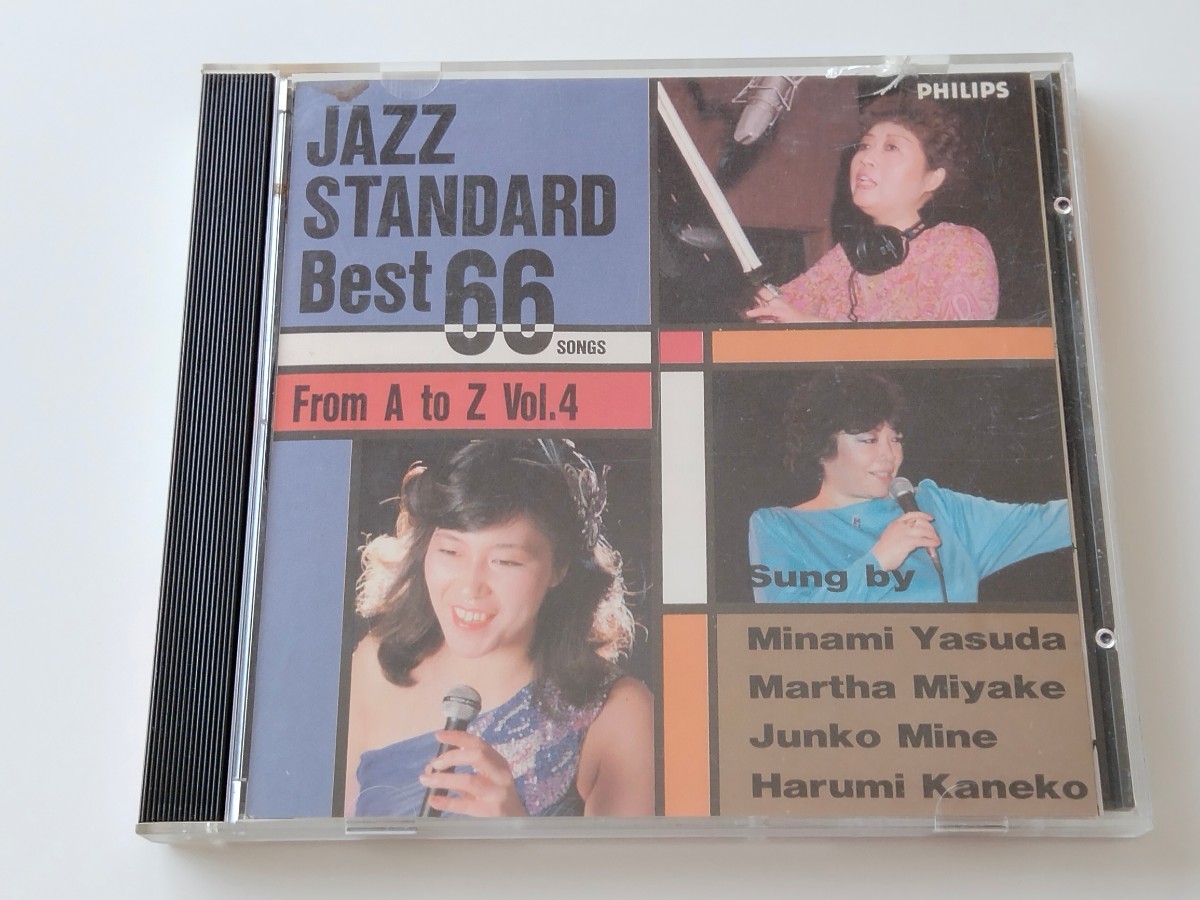 JAZZ
STANDARD
Best 66
SONGS
From A to Z Vol.4
PHILIPS
Sung by
Minami Yasuda
Martha Miyake
Junko Mine
Harumi Kaneko